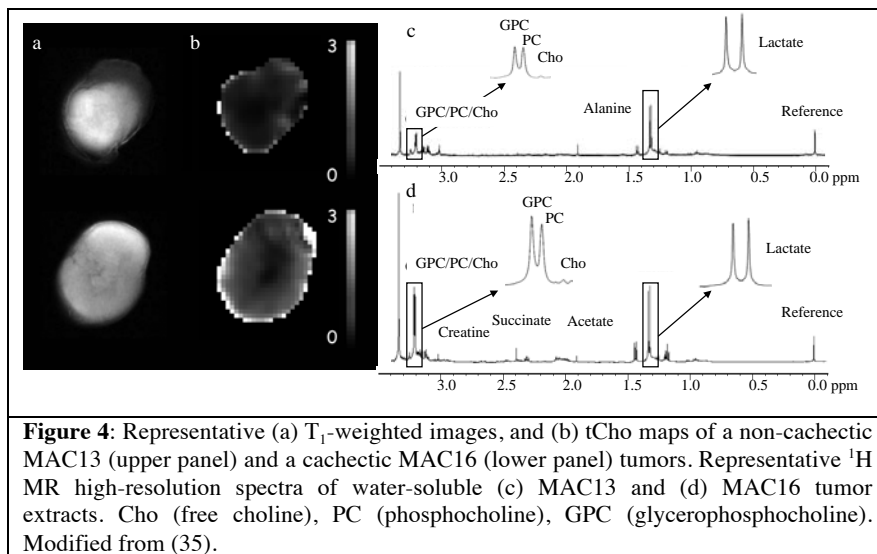 a
b
3
0
3
0
c
GPC
PC
Cho
Lactate
GPC/PC/Cho
Alanine
Reference
3.0 2.0 1.5 1.0 0.5 0.0 ppm
d
GPC
PC
GPC/PC/Cho
Cho
Lactate
Creatine
Succinate
Acetate
Reference
3.0 2.0 1.5 1.0 0.5 0.0 ppm
Figure 4: Representative (a) T₁-weighted images, and (b) tCho maps of a non-cachectic
MAC13 (upper panel) and a cachectic MAC16 (lower panel) tumors. Representative ¹H
MR high-resolution spectra of water-soluble (c) MAC13 and (d) MAC16 tumor
extracts. Cho (free choline), PC (phosphocholine), GPC (glycerophosphocholine).
Modified from (35).